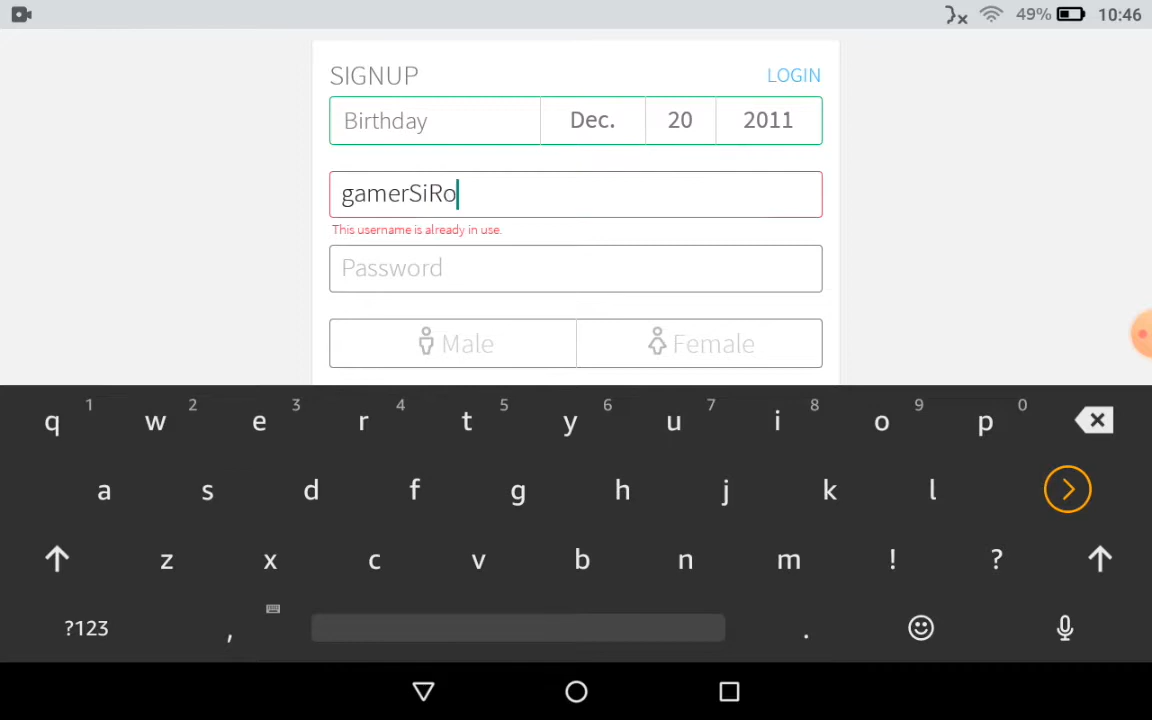 49% 10:46
SIGNUP LOGIN
Birthday Dec. 20 2011
gamerSiRo
This username is already in use.
Password
Male Female
1 2 3 4 5 6 7 8 9 0
q w e r t y u i o p
a s d f g h j k l
z x c v b n m ! ?
?123 , .